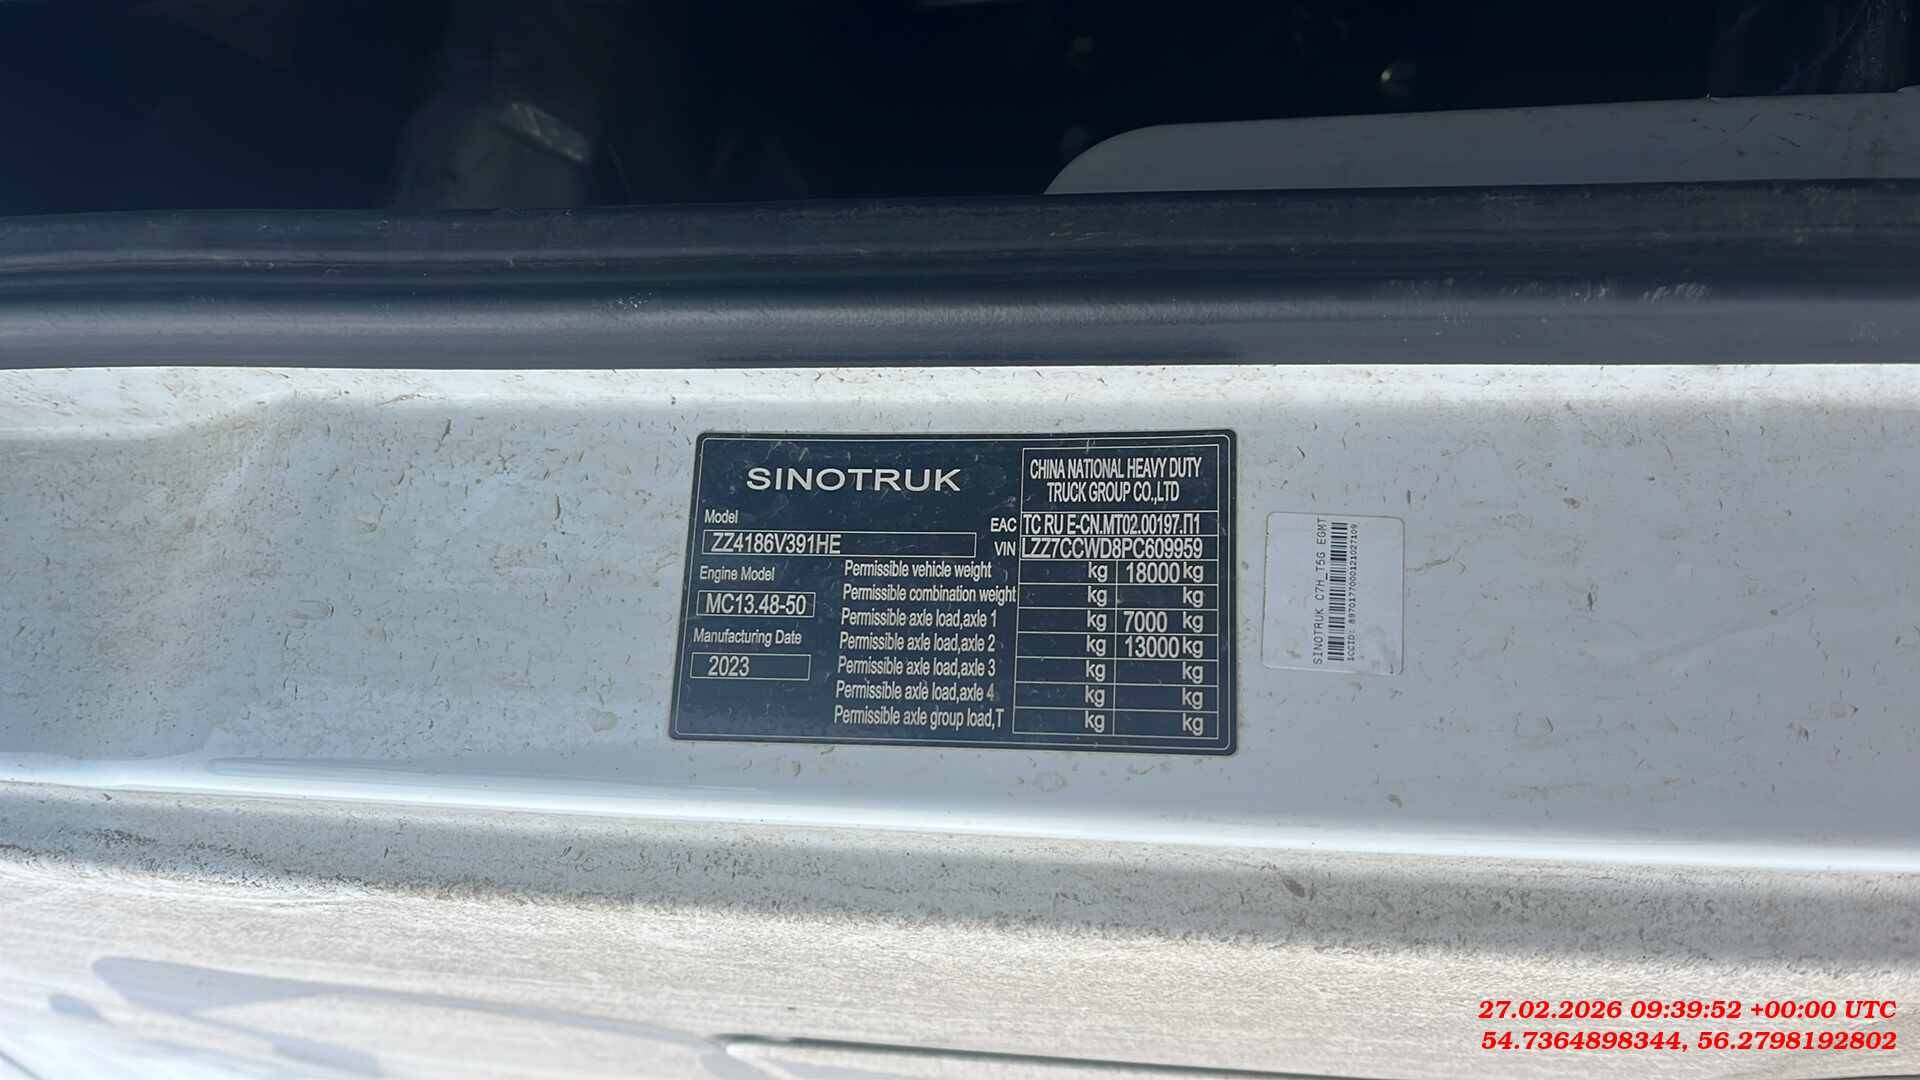 SINOTRUK
CHINA NATIONAL HEAVY DUTY
TRUCK GROUP CO.,LTD
Model
EAC TC RU E-CN.MT02.00197.П1
ZZ4186V391HE
VIN LZZ7CCWD8PC609959
Engine Model
MC13.48-50
Manufacturing Date
2023
Permissible vehicle weight kg 18000 kg
Permissible combination weight kg kg
Permissible axle load,axle 1 kg 7000 kg
Permissible axle load,axle 2 kg 13000 kg
Permissible axle load,axle 3 kg kg
Permissible axle load,axle 4 kg kg
Permissible axle group load,T kg kg
SINOTRUK C7H_T5G EGMT
27.02.2026 09:39:52 +00:00 UTC
54.7364898344, 56.2798192802